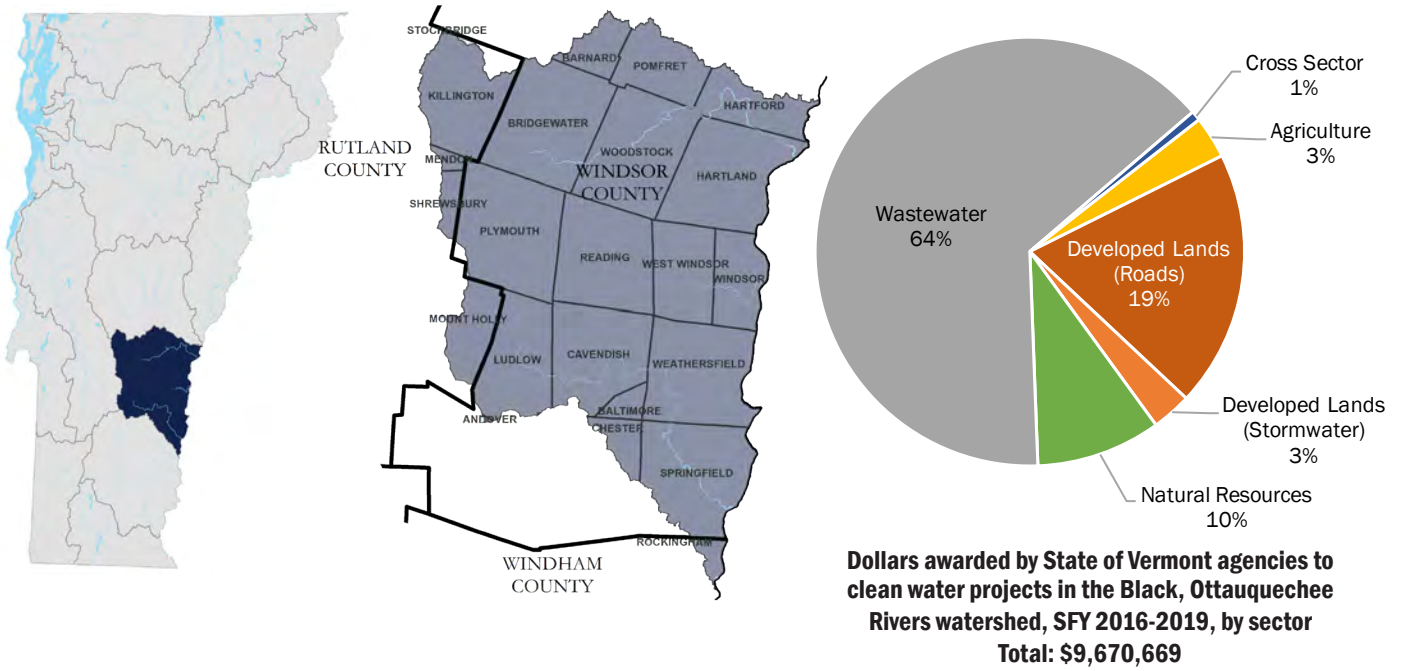 STOCKBRIDGE
BARNARD
POMFRET
KILLINGTON
HARTFORD
BRIDGEWATER
RUTLAND
COUNTY
MENDON
WOODSTOCK
WINDSOR
COUNTY
HARTLAND
SHREWSBURY
PLYMOUTH
READING
WEST WINDSOR
WINDSOR
MOUNT HOLLY
LUDLOW
CAVENDISH
WEATHERSFIELD
ANDOVER
BALTIMORE
CHESTER
SPRINGFIELD
ROCKINGHAM
WINDHAM
COUNTY
Cross Sector
1%
Agriculture
3%
Wastewater
64%
Developed Lands
(Roads)
19%
Developed Lands
(Stormwater)
3%
Natural Resources
10%
Dollars awarded by State of Vermont agencies to
clean water projects in the Black, Ottauquechee
Rivers watershed, SFY 2016-2019, by sector
Total: $9,670,669